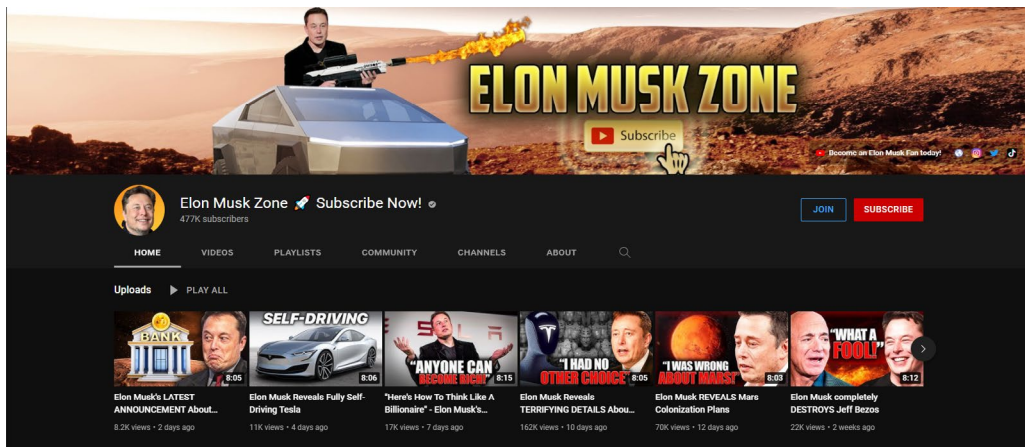 ELON MUSK ZONE
Subscribe
Become an Elon Musk Fan today!
Elon Musk Zone 🚀 Subscribe Now!
477K subscribers
JOIN
SUBSCRIBE
HOME VIDEOS PLAYLISTS COMMUNITY CHANNELS ABOUT
Uploads PLAY ALL
BANK
8:05
SELF-DRIVING
8:06
"ANYONE CAN
BECOME RICH!"
8:15
"I HAD NO
OTHER CHOICE"
8:05
"I WAS WRONG
ABOUT MARS!"
8:03
"WHAT A
FOOL!"
8:12
Elon Musk's LATEST
ANNOUNCEMENT About...
8.2K views • 2 days ago
Elon Musk Reveals Fully Self-
Driving Tesla
11K views • 4 days ago
"Here's How To Think Like A
Billionaire" - Elon Musk's...
17K views • 7 days ago
Elon Musk Reveals
TERRIFYING DETAILS Abou...
162K views • 10 days ago
Elon Musk REVEALS Mars
Colonization Plans
70K views • 12 days ago
Elon Musk completely
DESTROYS Jeff Bezos
22K views • 2 weeks ago